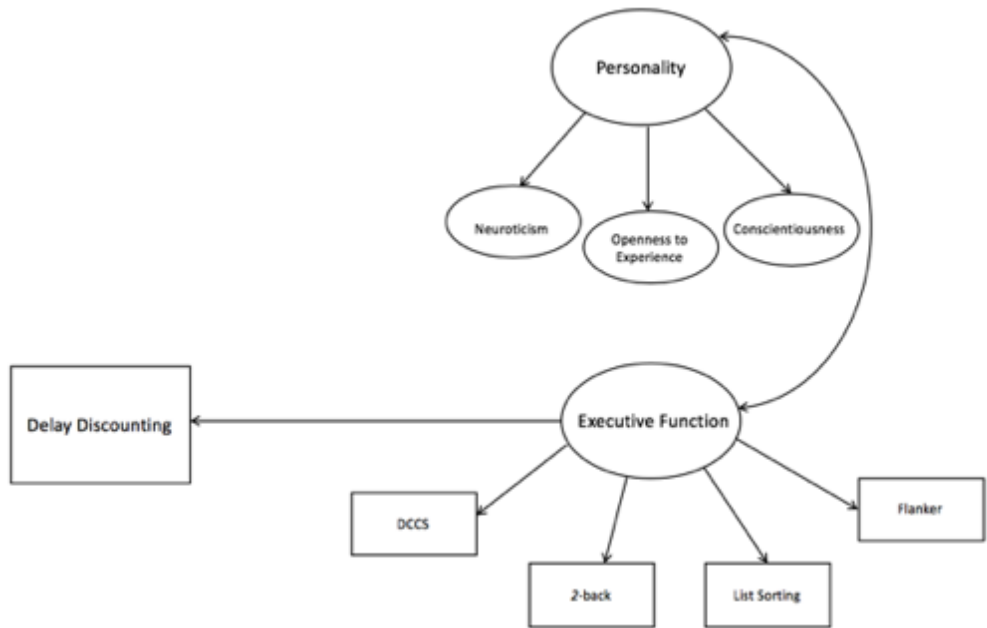 Personality
Neuroticism
Openness to
Experience
Conscientiousness
Delay Discounting
Executive Function
DCCS
2-back
List Sorting
Flanker